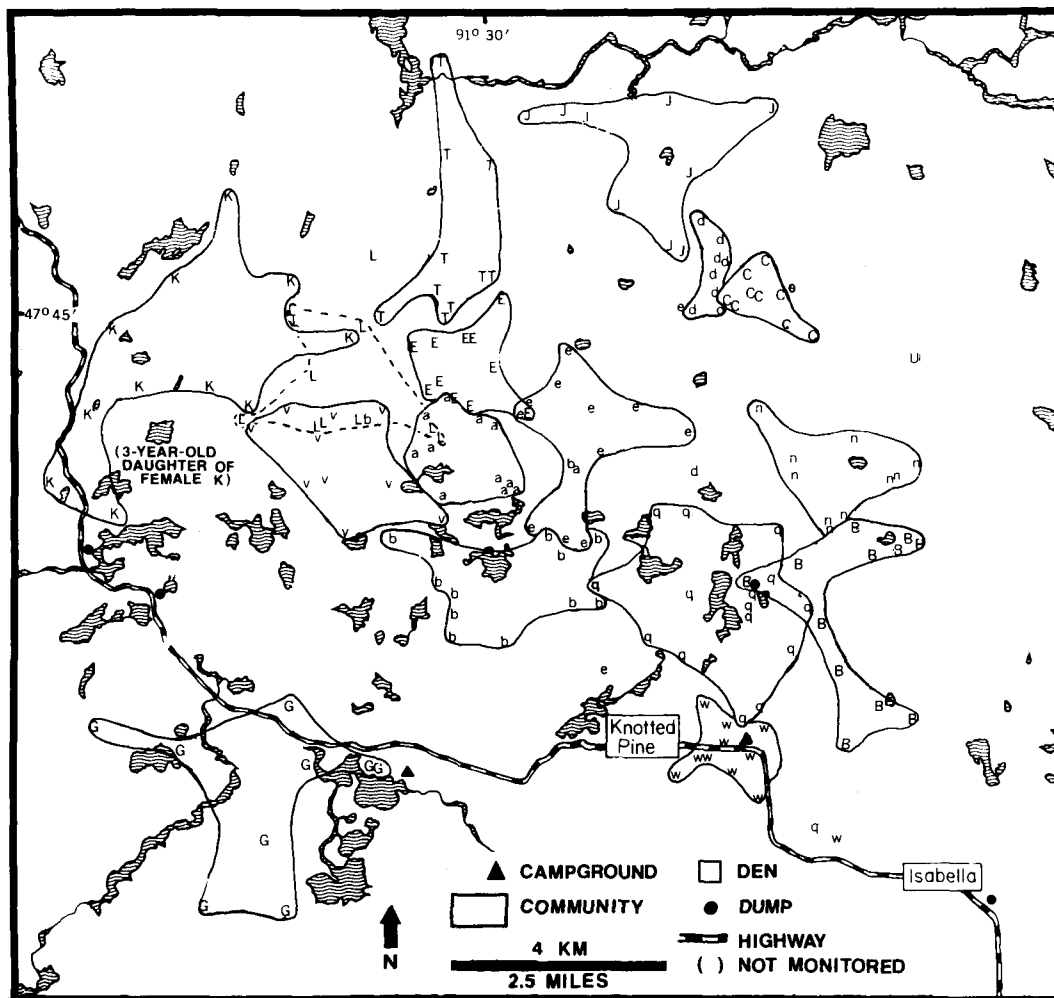 91° 30'
47° 45'
(3-YEAR-OLD
DAUGHTER OF
FEMALE K)
Knotted
Pine
Isabella
CAMPGROUND
COMMUNITY
N
4 KM
2.5 MILES
DEN
DUMP
HIGHWAY
( ) NOT MONITORED
T
T
T
T
T T
T
T
T
J J J
J
J
J
J
J J
d
d
d
d
d
C
C
C
C C
C
K
K
K
K
K
K
K
K
K
K
L
L
L
L
E
E
E E
E
E
E
e
e
e
e
e
e
e
e
a
a
a
a
a
a
v
v
v
v
v
v
v
b
b
b
b
b
b
b
b
n
n
n
n
n n
n
U
B
B
B
B
B
B
B
B
q
q
q
q
q
q
q
q
q
q
w
w
w
w w
w
w
w
w
w
G
G
G
G G
G
G
G